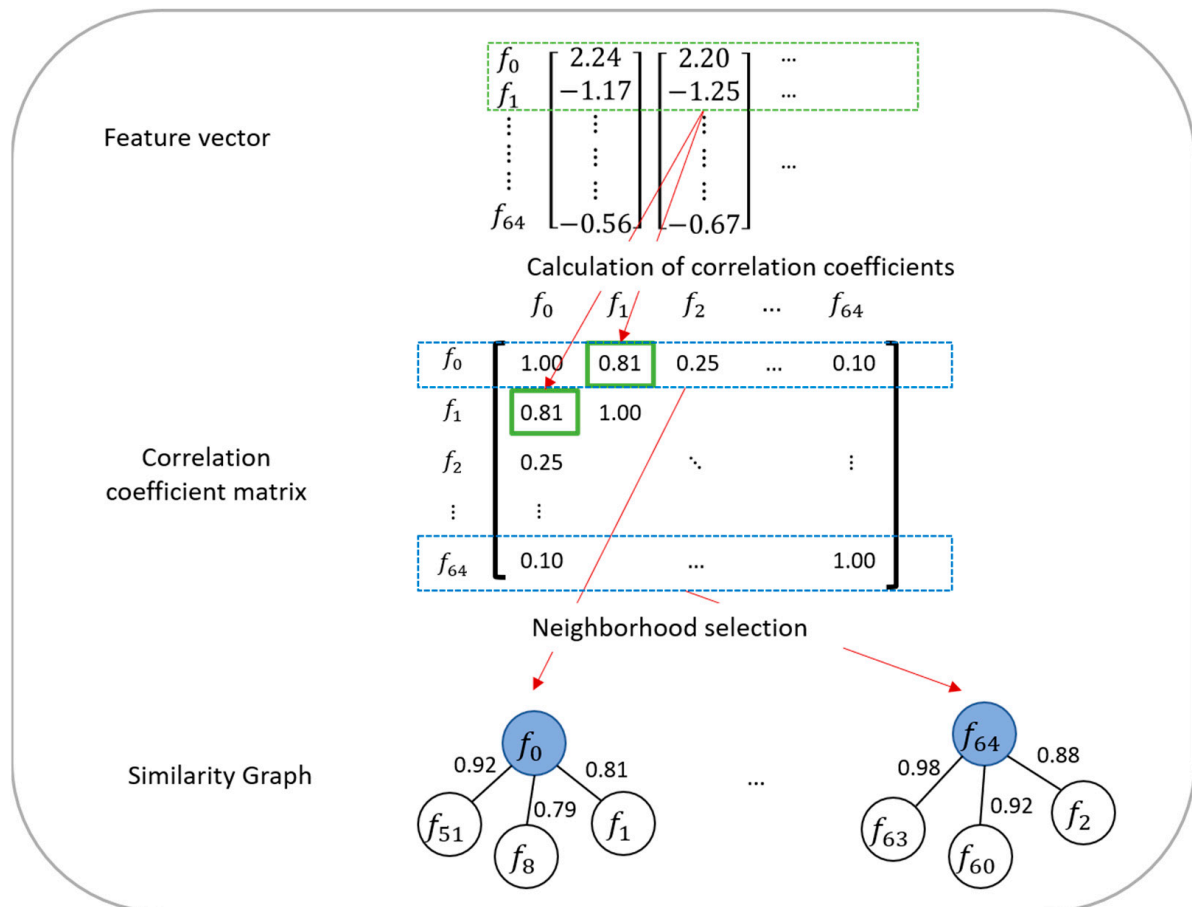 f0 2.24 2.20 ...
f1 −1.17 −1.25 ...
⋮ ⋮ ⋮
Feature vector
⋮ ⋮ ⋮ ...
f64 −0.56 −0.67
Calculation of correlation coefficients
f0 f1 f2 ... f64
f0 1.00 0.81 0.25 ... 0.10
f1 0.81 1.00
Correlation
coefficient matrix
f2 0.25 ⋱ ⋮
⋮ ⋮
f64 0.10 ... 1.00
Neighborhood selection
Similarity Graph
f0
0.92 0.79 0.81
f51 f8 f1
...
f64
0.98 0.92 0.88
f63 f60 f2